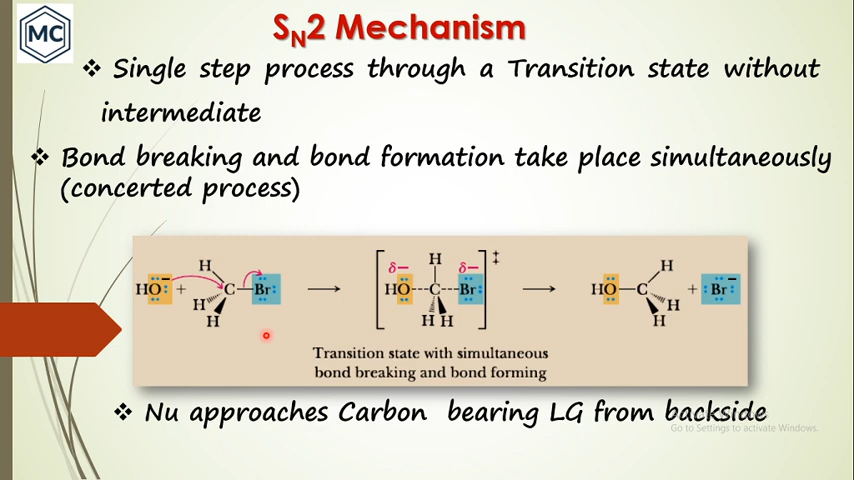 MC
SN2 Mechanism
❖ Single step process through a Transition state without
intermediate
❖ Bond breaking and bond formation take place simultaneously
(concerted process)
H δ− H δ− ‡ H
HO:− + C—Br: → HO---C---Br: → HO—C + :Br:−
H H H H H
H
Transition state with simultaneous
bond breaking and bond forming
❖ Nu approaches Carbon bearing LG from backside
Go to Settings to activate Windows.